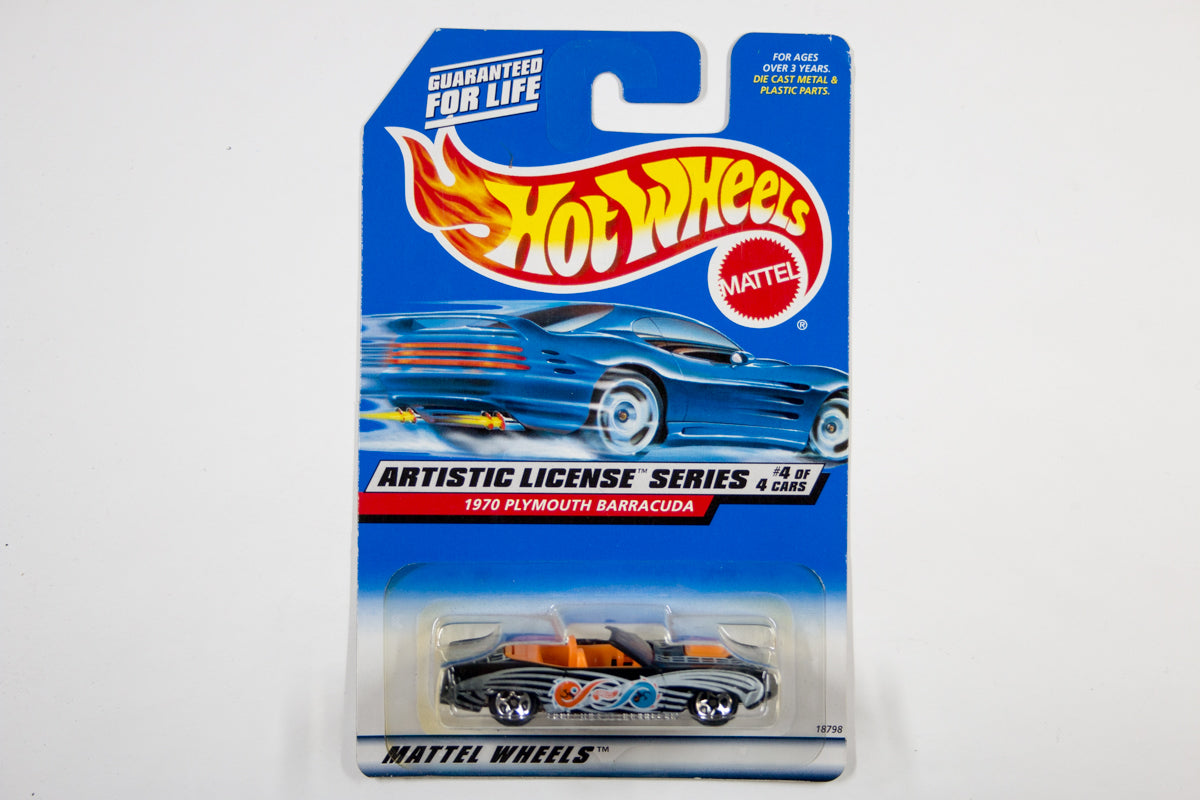 GUARANTEED
FOR LIFE
FOR AGES
OVER 3 YEARS.
DIE CAST METAL &
PLASTIC PARTS.
HOT WHEELS
MATTEL
®
ARTISTIC LICENSE™ SERIES
#4 OF
4 CARS
1970 PLYMOUTH BARRACUDA
18798
MATTEL WHEELS™